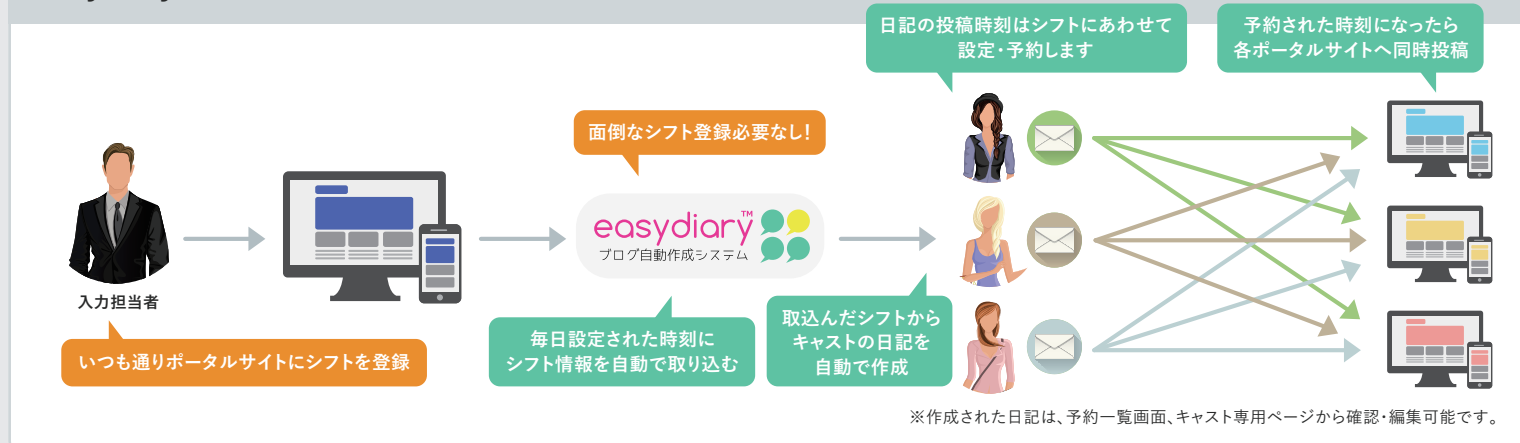 日記の投稿時刻はシフトにあわせて
設定・予約します
予約された時刻になったら
各ポータルサイトへ同時投稿
面倒なシフト登録必要なし!
easydiary™
ブログ自動作成システム
入力担当者
いつも通りポータルサイトにシフトを登録
毎日設定された時刻に
シフト情報を自動で取り込む
取込んだシフトから
キャストの日記を
自動で作成
※作成された日記は、予約一覧画面、キャスト専用ページから確認・編集可能です。